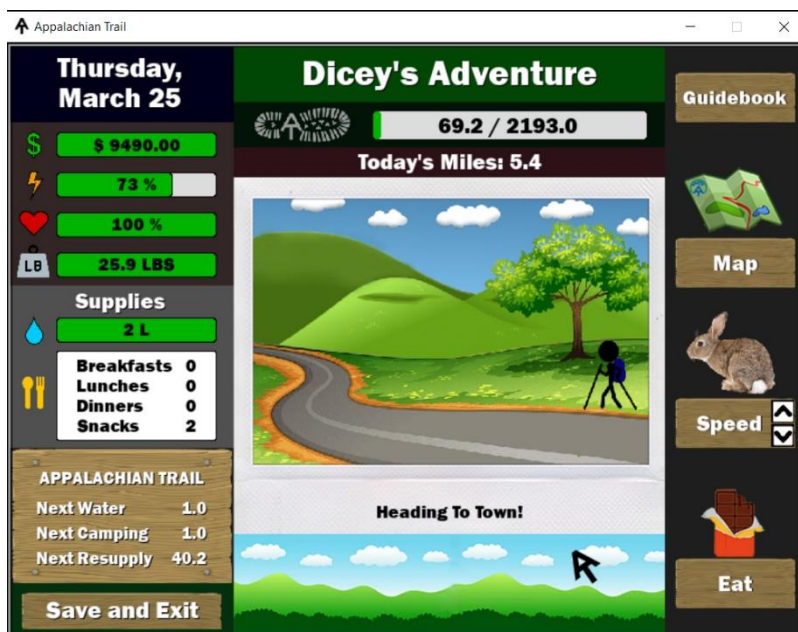 Appalachian Trail
Thursday,
March 25
$ 9490.00
73 %
100 %
LB
25.9 LBS
Supplies
2 L
Breakfasts 0
Lunches 0
Dinners 0
Snacks 2
APPALACHIAN TRAIL
Next Water 1.0
Next Camping 1.0
Next Resupply 40.2
Save and Exit
Dicey's Adventure
69.2 / 2193.0
Today's Miles: 5.4
Heading To Town!
Guidebook
Map
Speed
Eat